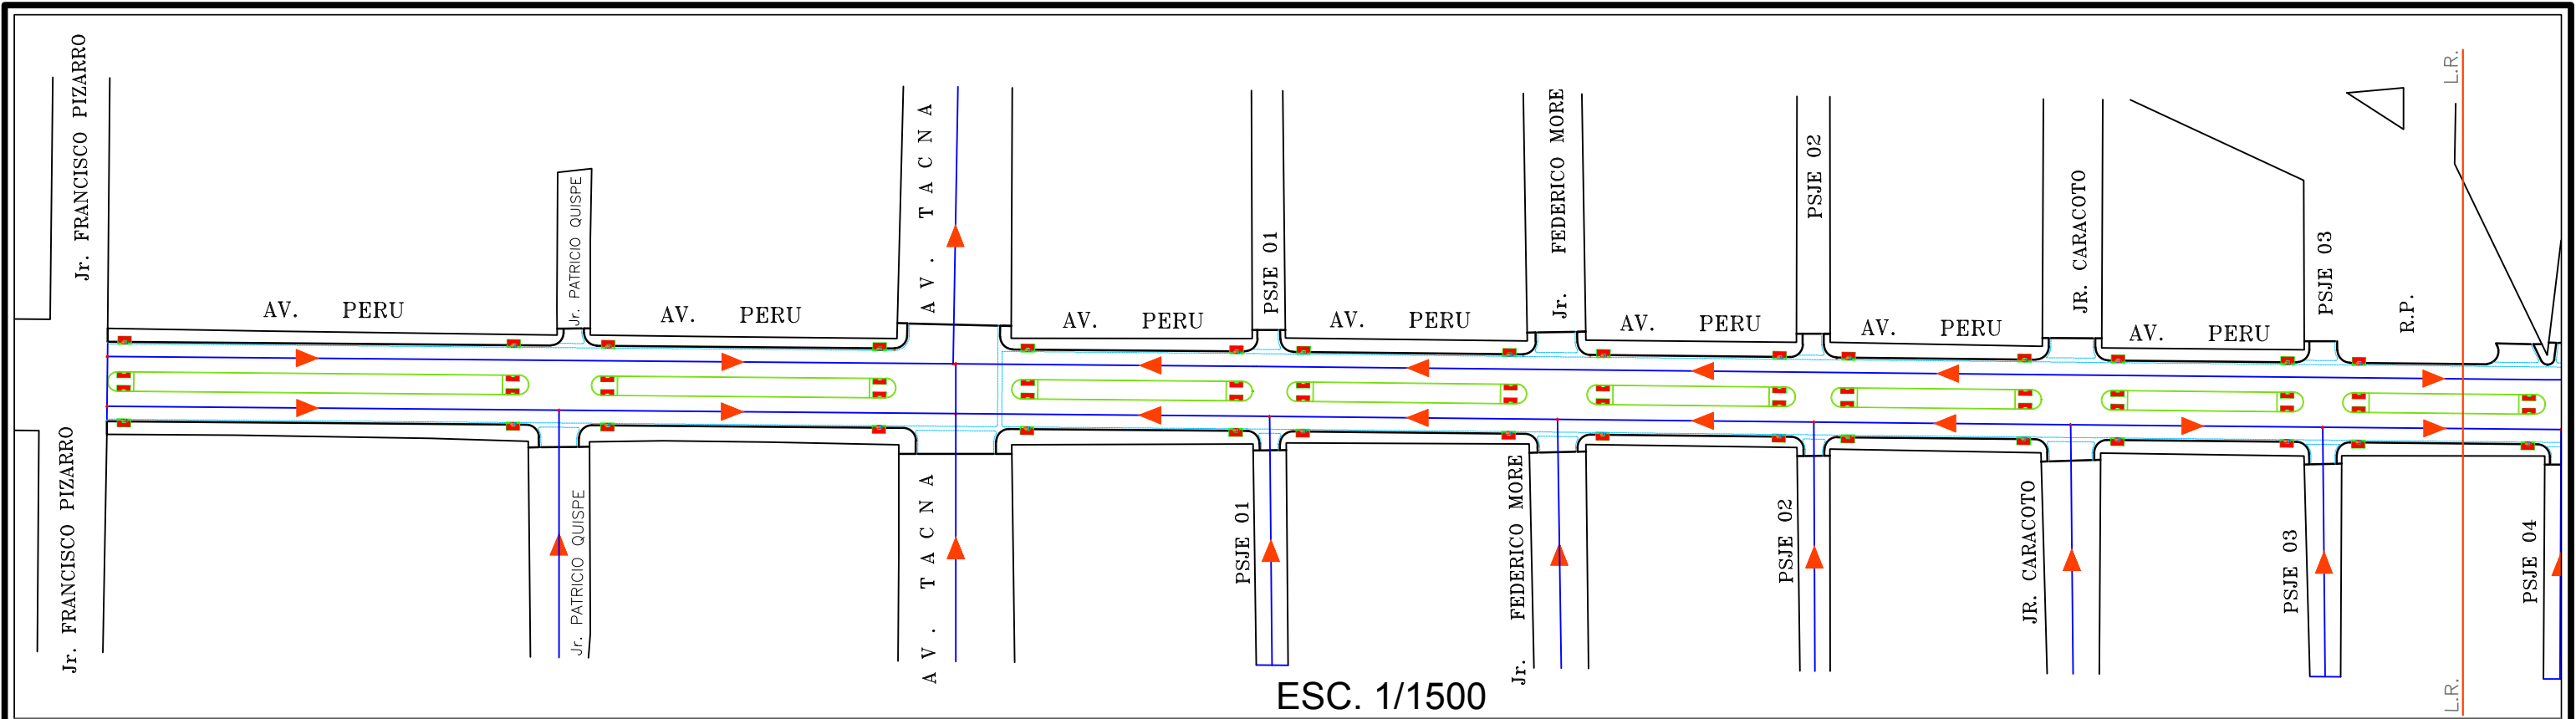 Jr. FRANCISCO PIZARRO
AV. PERU
Jr. PATRICIO QUISPE
AV. PERU
AV. TACNA
AV. PERU
PSJE 01
AV. PERU
Jr. FEDERICO MORE
AV. PERU
PSJE 02
AV. PERU
JR. CARACOTO
AV. PERU
PSJE 03
R.P.
L.R.
Jr. FRANCISCO PIZARRO
Jr. PATRICIO QUISPE
AV. TACNA
PSJE 01
Jr. FEDERICO MORE
PSJE 02
JR. CARACOTO
PSJE 03
L.R.
PSJE 04
ESC. 1/1500